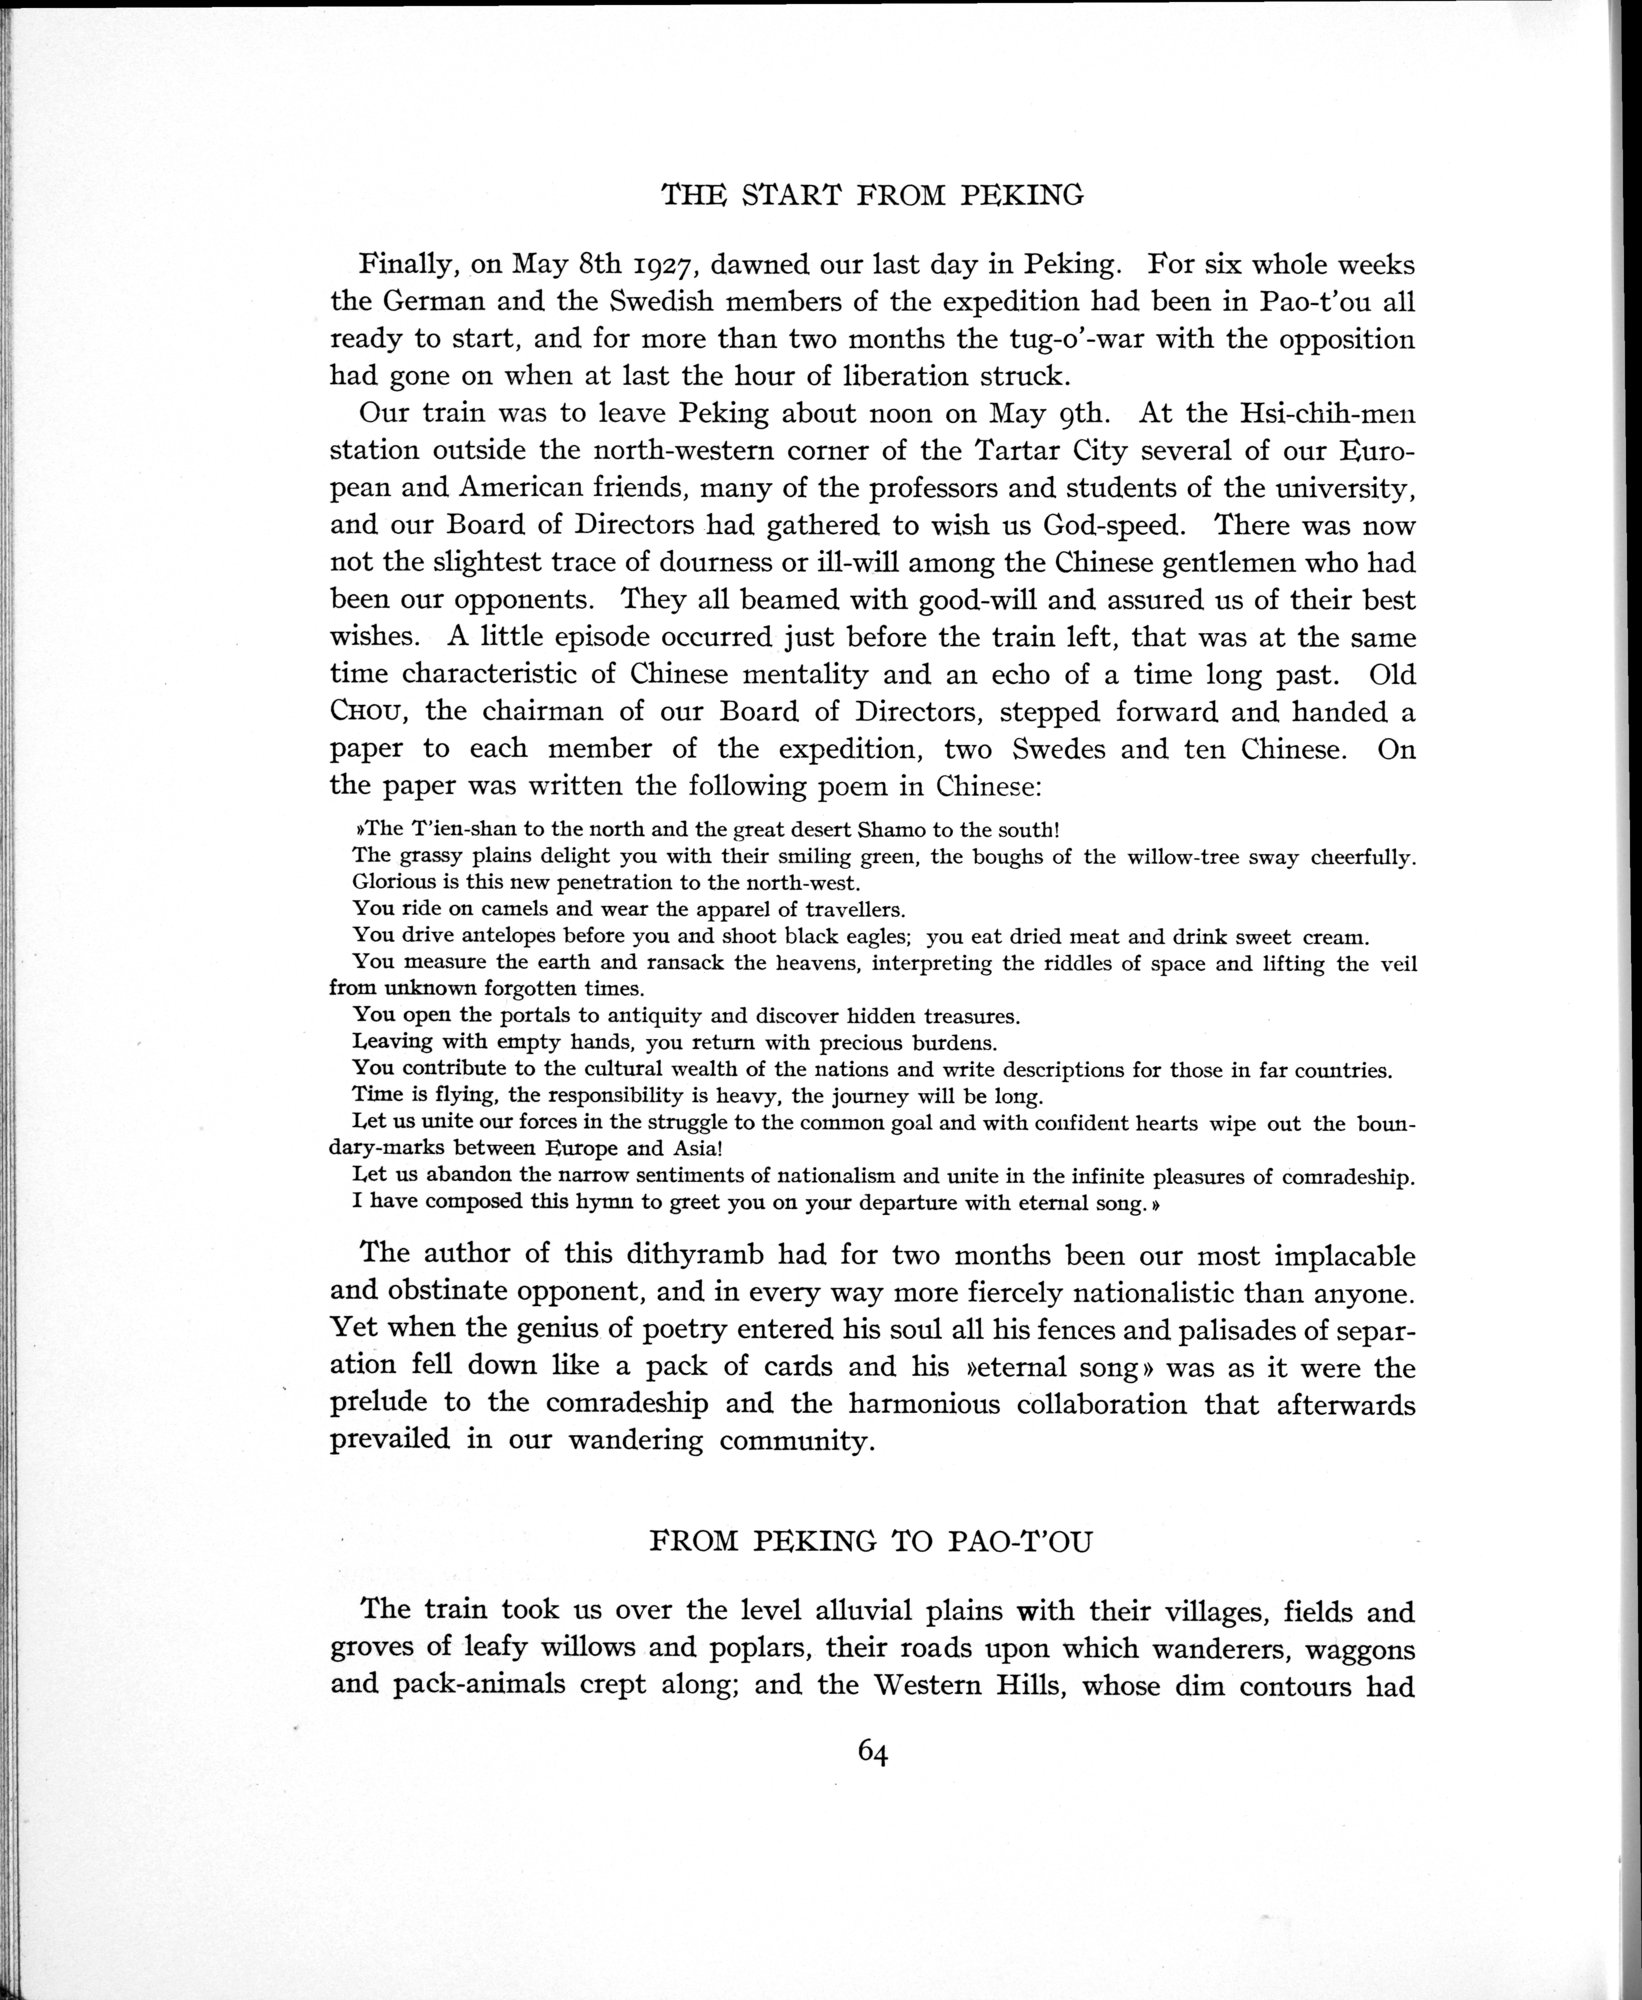 THE START FROM PEKING
Finally, on May 8th 1927, dawned our last day in Peking. For six whole weeks
the German and the Swedish members of the expedition had been in Pao-t'ou all
ready to start, and for more than two months the tug-o'-war with the opposition
had gone on when at last the hour of liberation struck.
Our train was to leave Peking about noon on May 9th. At the Hsi-chih-men
station outside the north-western corner of the Tartar City several of our Euro-
pean and American friends, many of the professors and students of the university,
and our Board of Directors had gathered to wish us God-speed. There was now
not the slightest trace of dourness or ill-will among the Chinese gentlemen who had
been our opponents. They all beamed with good-will and assured us of their best
wishes. A little episode occurred just before the train left, that was at the same
time characteristic of Chinese mentality and an echo of a time long past. Old
CHOU, the chairman of our Board of Directors, stepped forward and handed a
paper to each member of the expedition, two Swedes and ten Chinese. On
the paper was written the following poem in Chinese:
»The T'ien-shan to the north and the great desert Shamo to the south!
The grassy plains delight you with their smiling green, the boughs of the willow-tree sway cheerfully.
Glorious is this new penetration to the north-west.
You ride on camels and wear the apparel of travellers.
You drive antelopes before you and shoot black eagles; you eat dried meat and drink sweet cream.
You measure the earth and ransack the heavens, interpreting the riddles of space and lifting the veil
from unknown forgotten times.
You open the portals to antiquity and discover hidden treasures.
Leaving with empty hands, you return with precious burdens.
You contribute to the cultural wealth of the nations and write descriptions for those in far countries.
Time is flying, the responsibility is heavy, the journey will be long.
Let us unite our forces in the struggle to the common goal and with confident hearts wipe out the boun-
dary-marks between Europe and Asia!
Let us abandon the narrow sentiments of nationalism and unite in the infinite pleasures of comradeship.
I have composed this hymn to greet you on your departure with eternal song.»
The author of this dithyramb had for two months been our most implacable
and obstinate opponent, and in every way more fiercely nationalistic than anyone.
Yet when the genius of poetry entered his soul all his fences and palisades of separ-
ation fell down like a pack of cards and his »eternal song» was as it were the
prelude to the comradeship and the harmonious collaboration that afterwards
prevailed in our wandering community.
FROM PEKING TO PAO-T'OU
The train took us over the level alluvial plains with their villages, fields and
groves of leafy willows and poplars, their roads upon which wanderers, waggons
and pack-animals crept along; and the Western Hills, whose dim contours had
64